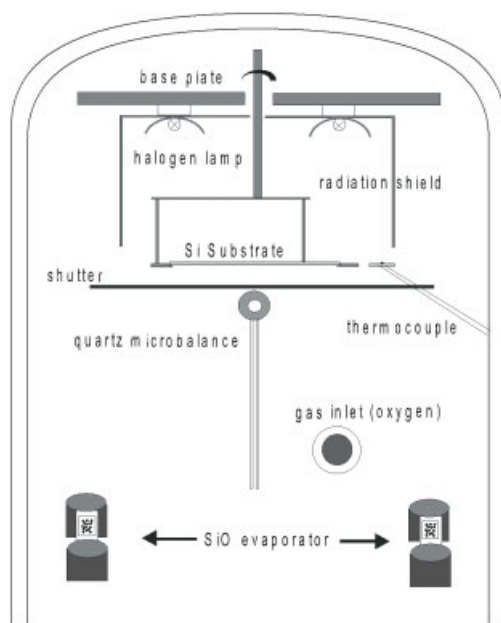 base plate
halogen lamp
radiation shield
Si Substrate
shutter
thermocouple
quartz microbalance
gas inlet (oxygen)
SiO evaporator